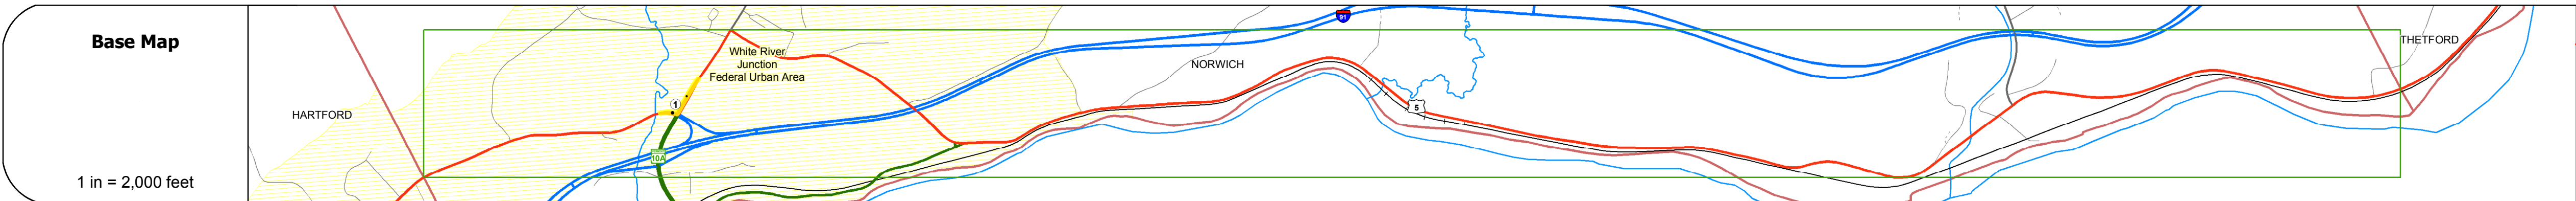 Base Map
1 in = 2,000 feet
HARTFORD
1
10A
White River
Junction
Federal Urban Area
NORWICH
91
5
THETFORD